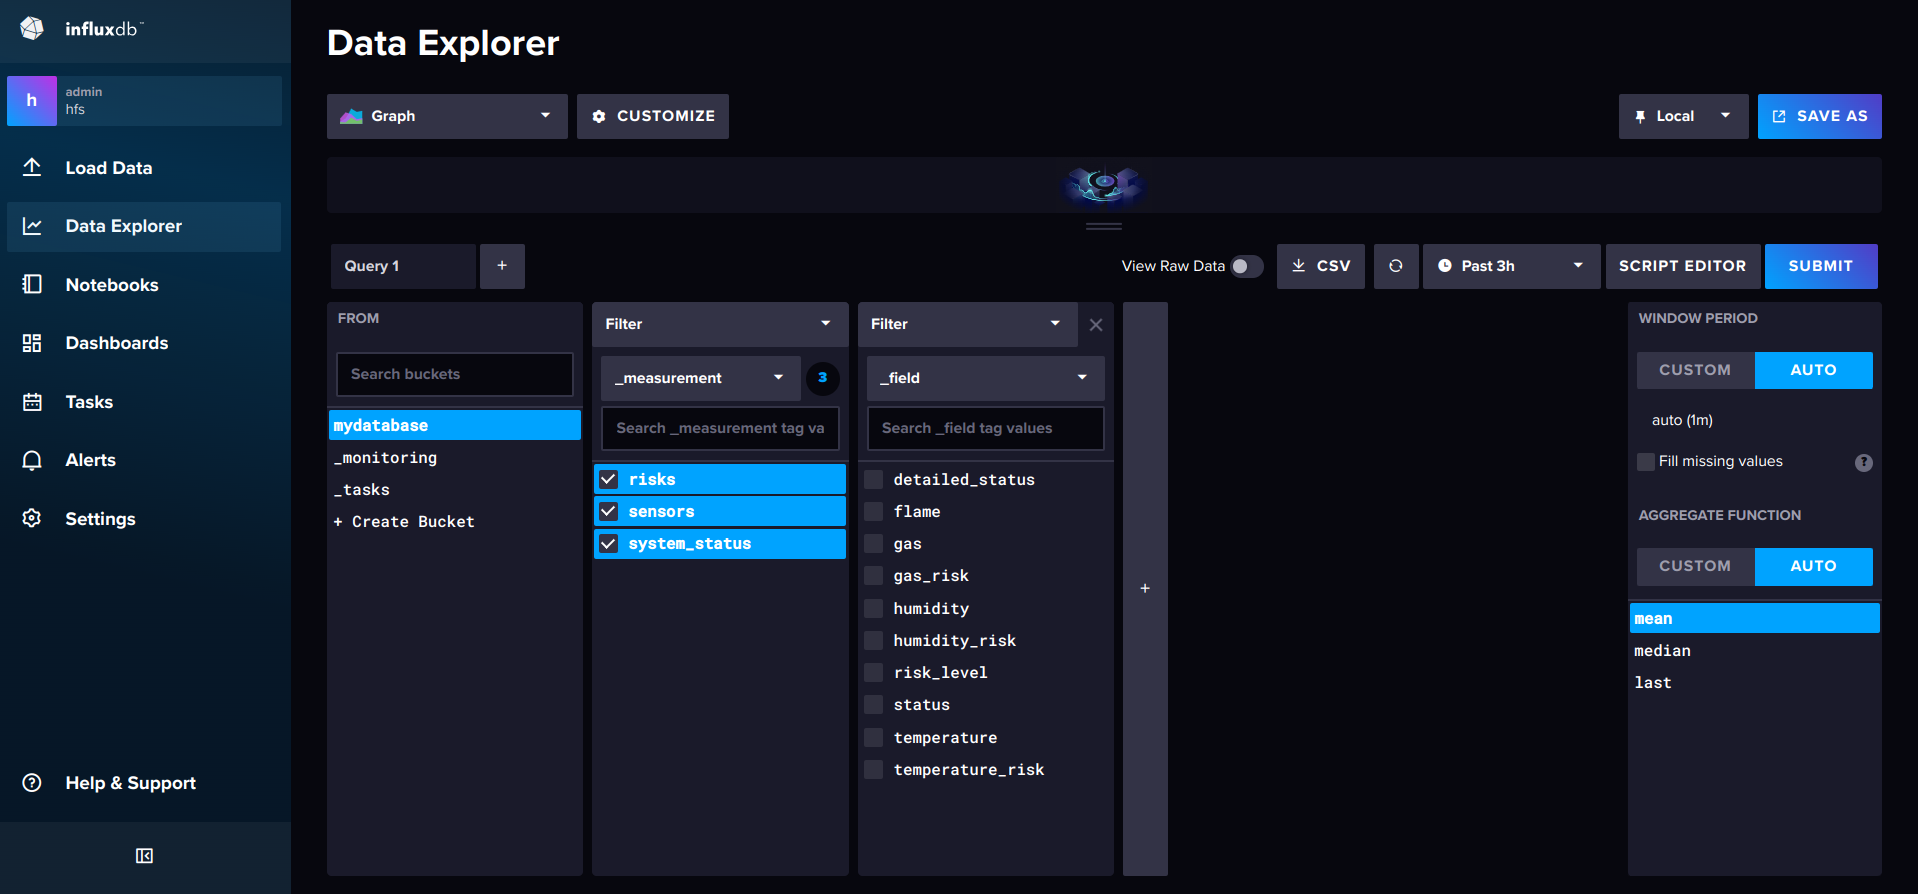 influxdb™
h
admin
hfs
Load Data
Data Explorer
Notebooks
Dashboards
Tasks
Alerts
Settings
Help & Support
Data Explorer
Graph
CUSTOMIZE
Local
SAVE AS
Query 1
+
View Raw Data
CSV
Past 3h
SCRIPT EDITOR
SUBMIT
FROM
Search buckets
mydatabase
_monitoring
_tasks
+ Create Bucket
Filter
_measurement
3
Search _measurement tag va
risks
sensors
system_status
Filter
_field
Search _field tag values
detailed_status
flame
gas
gas_risk
humidity
humidity_risk
risk_level
status
temperature
temperature_risk
+
WINDOW PERIOD
CUSTOM AUTO
auto (1m)
Fill missing values
?
AGGREGATE FUNCTION
CUSTOM AUTO
mean
median
last